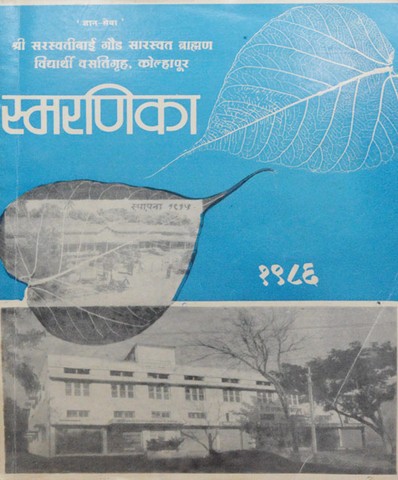 'ज्ञान-सेवा'
श्री सरस्वतीबाई गौड सारस्वत ब्राह्मण
विद्यार्थी वसतिगृह, कोल्हापूर
स्मरणिका
स्थापना १९१५
१९८६